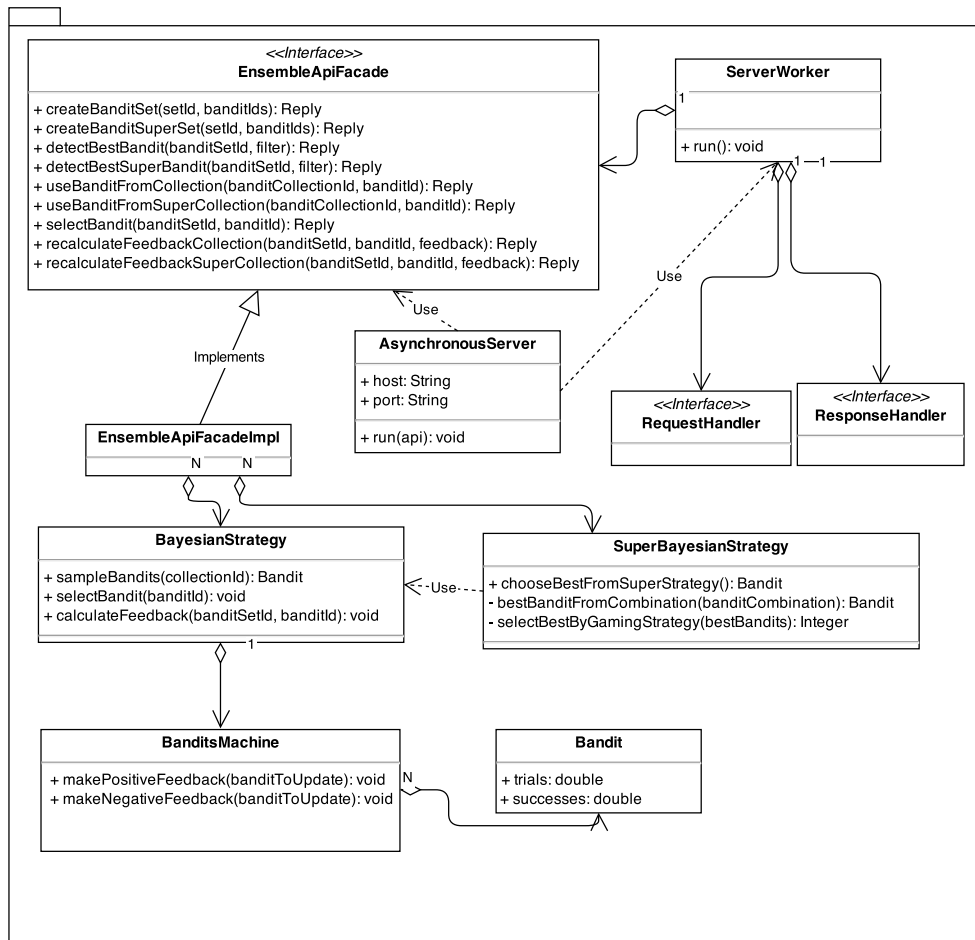 <<Interface>>
EnsembleApiFacade
+ createBanditSet(setId, banditIds): Reply
+ createBanditSuperSet(setId, banditIds): Reply
+ detectBestBandit(banditSetId, filter): Reply
+ detectBestSuperBandit(banditSetId, filter): Reply
+ useBanditFromCollection(banditCollectionId, banditId): Reply
+ useBanditFromSuperCollection(banditCollectionId, banditId): Reply
+ selectBandit(banditSetId, banditId): Reply
+ recalculateFeedbackCollection(banditSetId, banditId, feedback): Reply
+ recalculateFeedbackSuperCollection(banditSetId, banditId, feedback): Reply
ServerWorker
1
+ run(): void
1
1
Use
Use
Implements
AsynchronousServer
+ host: String
+ port: String
+ run(api): void
<<Interface>>
RequestHandler
<<Interface>>
ResponseHandler
EnsembleApiFacadeImpl
N
N
BayesianStrategy
+ sampleBandits(collectionId): Bandit
+ selectBandit(banditId): void
+ calculateFeedback(banditSetId, banditId): void
1
Use
SuperBayesianStrategy
+ chooseBestFromSuperStrategy(): Bandit
- bestBanditFromCombination(banditCombination): Bandit
- selectBestByGamingStrategy(bestBandits): Integer
BanditsMachine
+ makePositiveFeedback(banditToUpdate): void
+ makeNegativeFeedback(banditToUpdate): void
N
Bandit
+ trials: double
+ successes: double